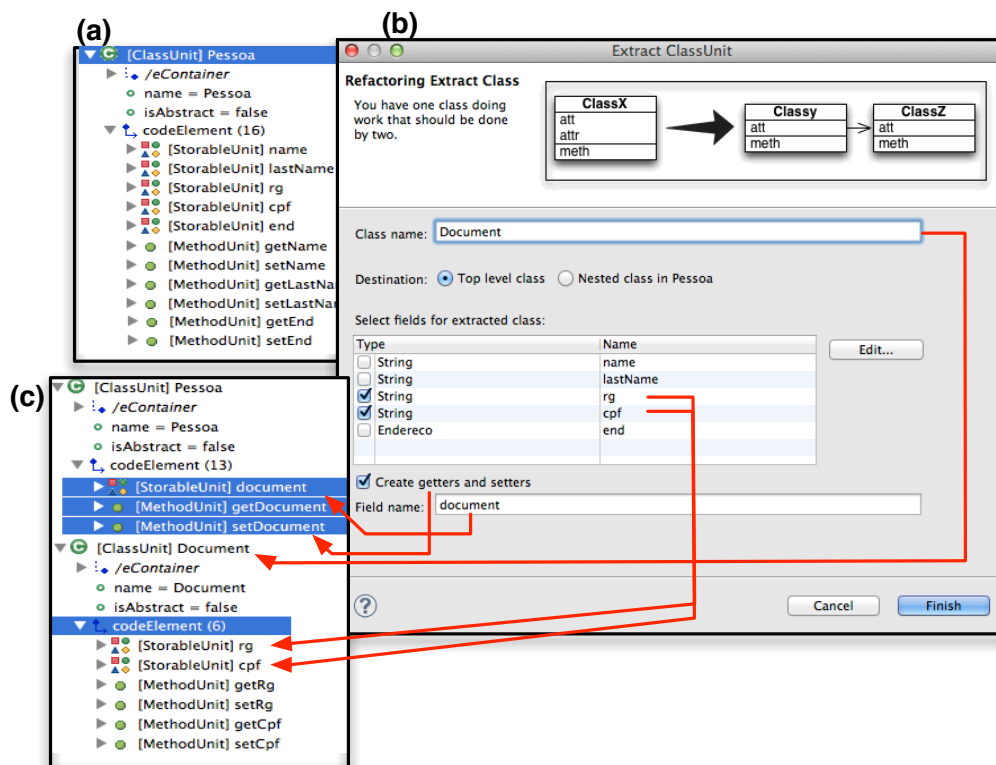 (a)
[ClassUnit] Pessoa
/eContainer
name = Pessoa
isAbstract = false
codeElement (16)
[StorableUnit] name
[StorableUnit] lastName
[StorableUnit] rg
[StorableUnit] cpf
[StorableUnit] end
[MethodUnit] getName
[MethodUnit] setName
[MethodUnit] getLastNa
[MethodUnit] setLastNa
[MethodUnit] getEnd
[MethodUnit] setEnd
(b)
Extract ClassUnit
Refactoring Extract Class
You have one class doing
work that should be done
by two.
ClassX
att
attr
meth
Classy
att
meth
ClassZ
att
meth
Class name: Document
Destination: Top level class Nested class in Pessoa
Select fields for extracted class:
Type Name
String name
String lastName
String rg
String cpf
Endereco end
Edit...
Create getters and setters
Field name: document
?
Cancel Finish
(c)
[ClassUnit] Pessoa
/eContainer
name = Pessoa
isAbstract = false
codeElement (13)
[StorableUnit] document
[MethodUnit] getDocument
[MethodUnit] setDocument
[ClassUnit] Document
/eContainer
name = Document
isAbstract = false
codeElement (6)
[StorableUnit] rg
[StorableUnit] cpf
[MethodUnit] getRg
[MethodUnit] setRg
[MethodUnit] getCpf
[MethodUnit] setCpf